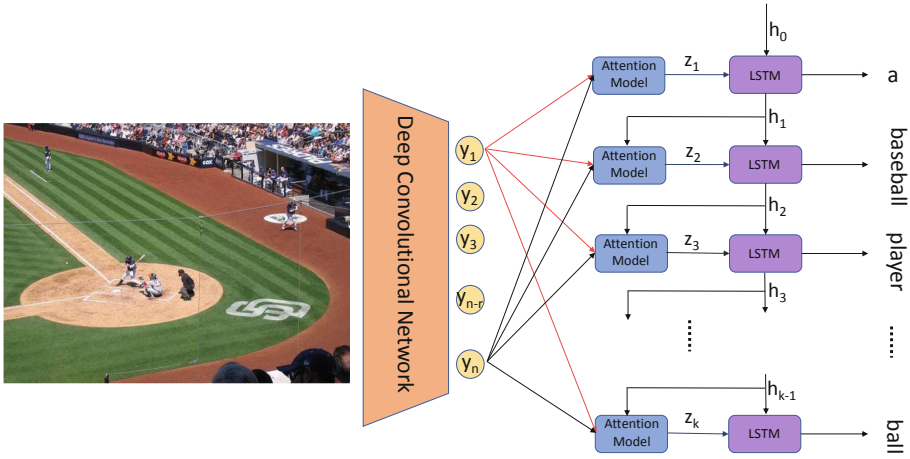 h0
Attention
Model
z1
LSTM
a
h1
Attention
Model
z2
LSTM
baseball
h2
Attention
Model
z3
LSTM
player
h3
......
......
hk-1
Attention
Model
zk
LSTM
ball
Deep Convolutional Network
y1
y2
y3
yn-r
yn
SD